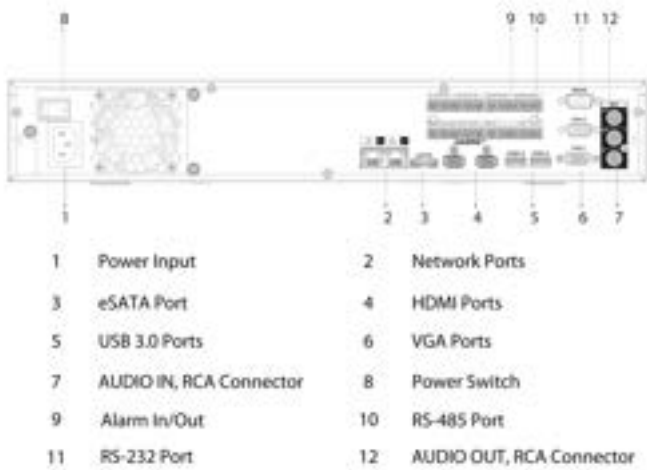 8 9 10 11 12
1 2 3 4 5 6 7
1 Power Input 2 Network Ports
3 eSATA Port 4 HDMI Ports
5 USB 3.0 Ports 6 VGA Ports
7 AUDIO IN, RCA Connector 8 Power Switch
9 Alarm In/Out 10 RS-485 Port
11 RS-232 Port 12 AUDIO OUT, RCA Connector